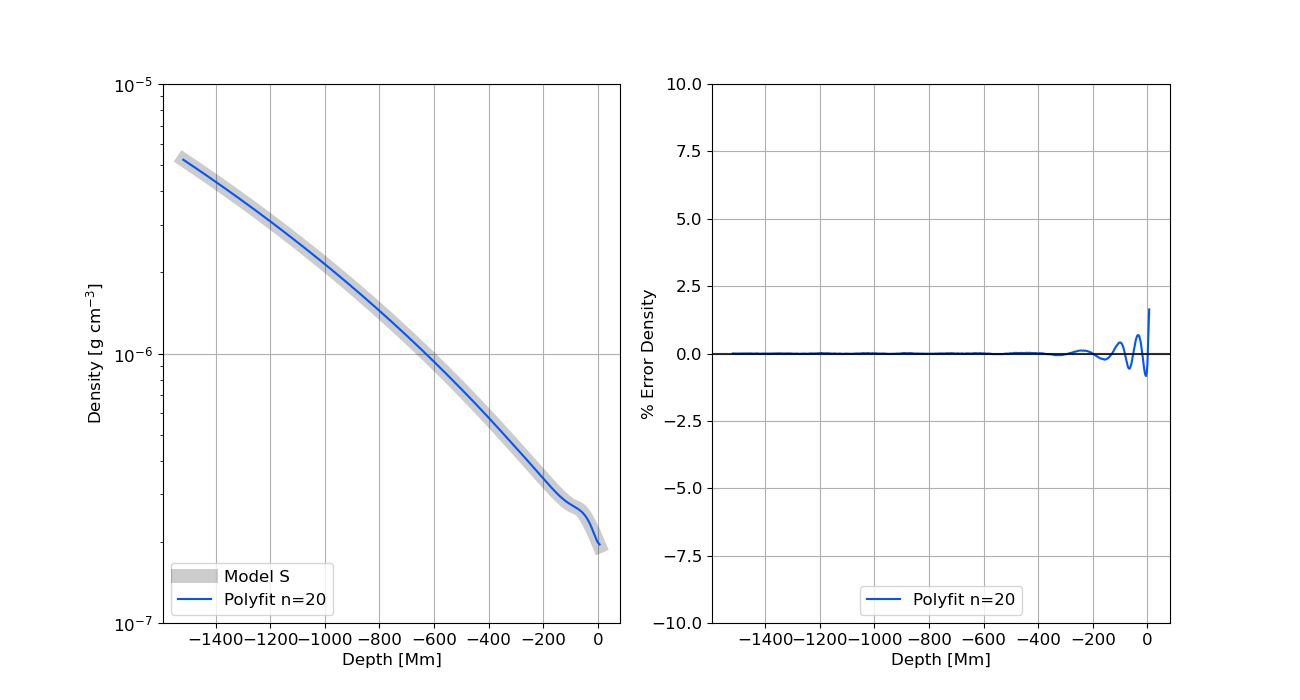 10⁻⁵
10⁻⁶
10⁻⁷
Density [g cm⁻³]
Model S
Polyfit n=20
−1400 −1200 −1000 −800 −600 −400 −200 0
Depth [Mm]
10.0
7.5
5.0
2.5
0.0
−2.5
−5.0
−7.5
−10.0
% Error Density
Polyfit n=20
−1400 −1200 −1000 −800 −600 −400 −200 0
Depth [Mm]